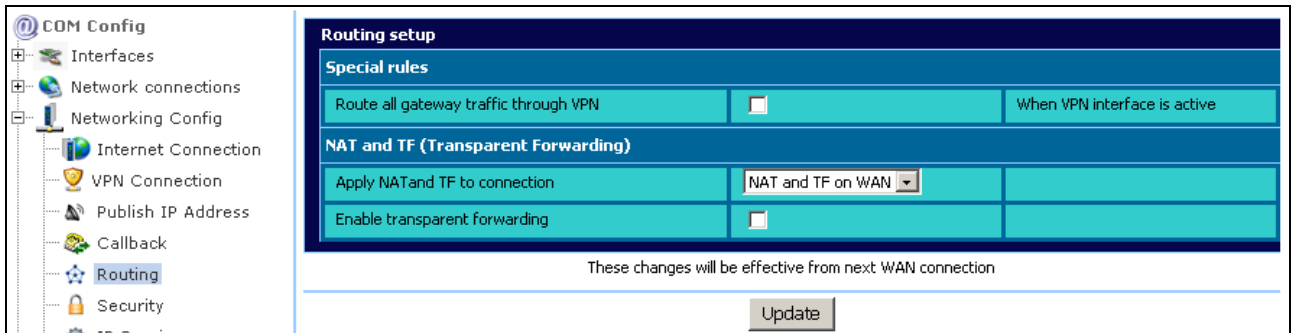 COM Config
Interfaces
Network connections
Networking Config
Internet Connection
VPN Connection
Publish IP Address
Callback
Routing
Security
Routing setup
Special rules
Route all gateway traffic through VPN
When VPN interface is active
NAT and TF (Transparent Forwarding)
Apply NATand TF to connection
NAT and TF on WAN
Enable transparent forwarding
These changes will be effective from next WAN connection
Update